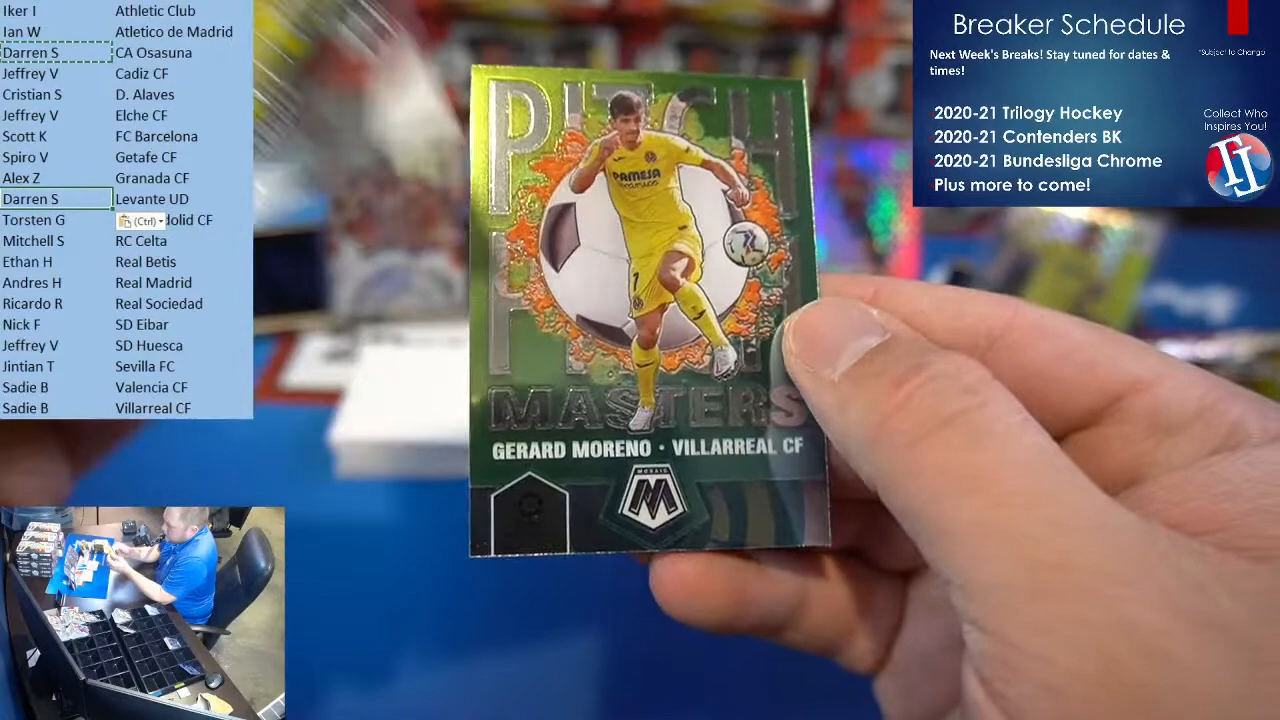 Iker I Athletic Club
Ian W Atletico de Madrid
Darren S CA Osasuna
Jeffrey V Cadiz CF
Cristian S D. Alaves
Jeffrey V Elche CF
Scott K FC Barcelona
Spiro V Getafe CF
Alex Z Granada CF
Darren S Levante UD
Torsten G (Ctrl) dolid CF
Mitchell S RC Celta
Ethan H Real Betis
Andres H Real Madrid
Ricardo R Real Sociedad
Nick F SD Eibar
Jeffrey V SD Huesca
Jintian T Sevilla FC
Sadie B Valencia CF
Sadie B Villarreal CF
PITCH
PAMESA
7
MASTERS
GERARD MORENO · VILLARREAL CF
MOSAIC
M
Breaker Schedule
Next Week's Breaks! Stay tuned for dates &
times!
*Subject to Change
2020-21 Trilogy Hockey
2020-21 Contenders BK
2020-21 Bundesliga Chrome
Plus more to come!
Collect Who
Inspires You!